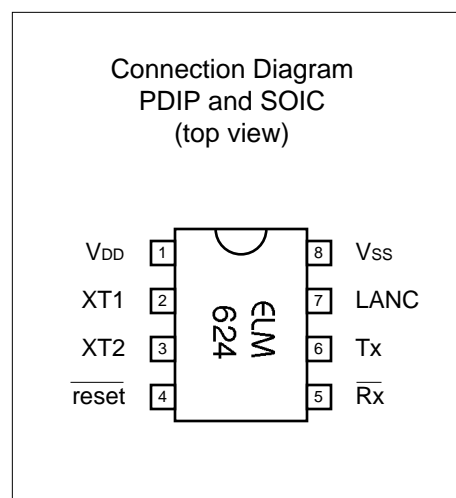 Connection Diagram
PDIP and SOIC
(top view)
VDD 1 8 VSS
XT1 2 7 LANC
XT2 3 6 Tx
reset 4 5 Rx
ELM
624